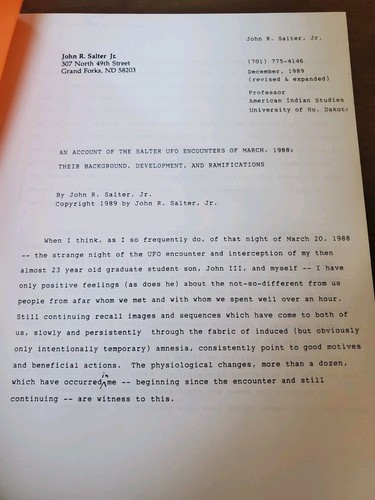 John R. Salter, Jr.
John R. Salter Jr.
307 North 49th Street
Grand Forks, ND 58203
(701) 775-4146
December, 1989
(revised & expanded)
Professor
American Indian Studies
University of No. Dakota
AN ACCOUNT OF THE SALTER UFO ENCOUNTERS OF MARCH, 1988:
THEIR BACKGROUND, DEVELOPMENT, AND RAMIFICATIONS
By John R. Salter, Jr.
Copyright 1989 by John R. Salter, Jr.
When I think, as I so frequently do, of that night of March 20, 1988
-- the strange night of the UFO encounter and interception of my then
almost 23 year old graduate student son, John III, and myself -- I have
only positive feelings (as does he) about the not-so-different from us
people from afar whom we met and with whom we spent well over an hour.
Still continuing recall images and sequences which have come to both of
us, slowly and persistently through the fabric of induced (but obviously
only intentionally temporary) amnesia, consistently point to good motives
and beneficial actions. The physiological changes, more than a dozen,
which have occurred in me -- beginning since the encounter and still
continuing -- are witness to this.